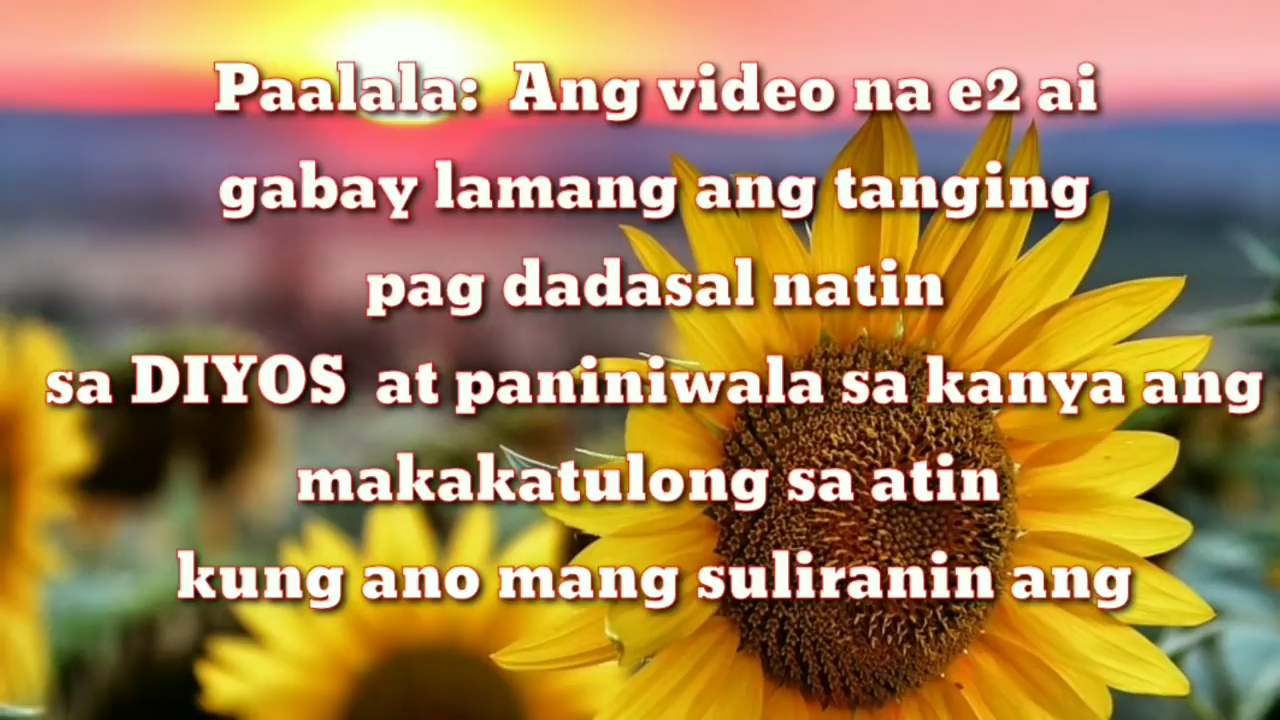 Paalala: Ang video na e2 ai
gabay lamang ang tanging
pag dadasal natin
sa DIYOS at paniniwala sa kanya ang
makakatulong sa atin
kung ano mang suliranin ang